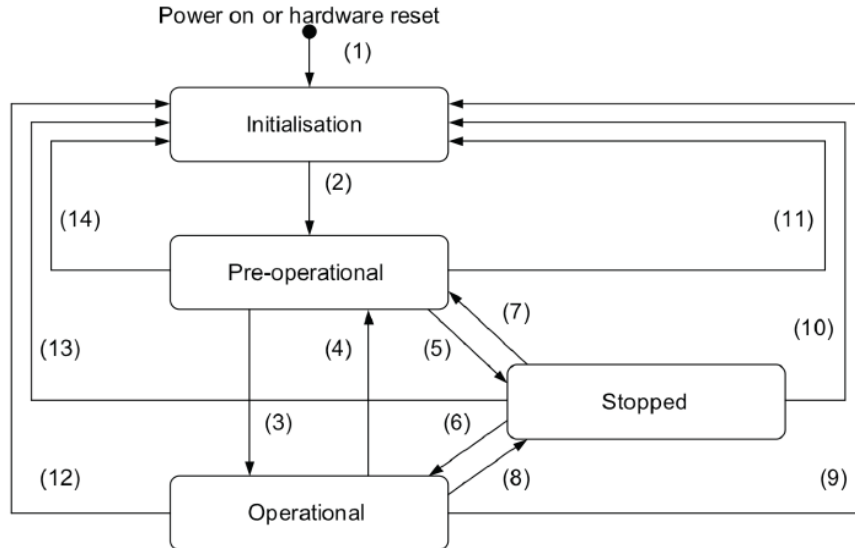 Power on or hardware reset
(1)
Initialisation
(2)
(14)
(11)
Pre-operational
(7)
(13)
(4)
(5)
(10)
Stopped
(3)
(6)
(12)
(8)
(9)
Operational